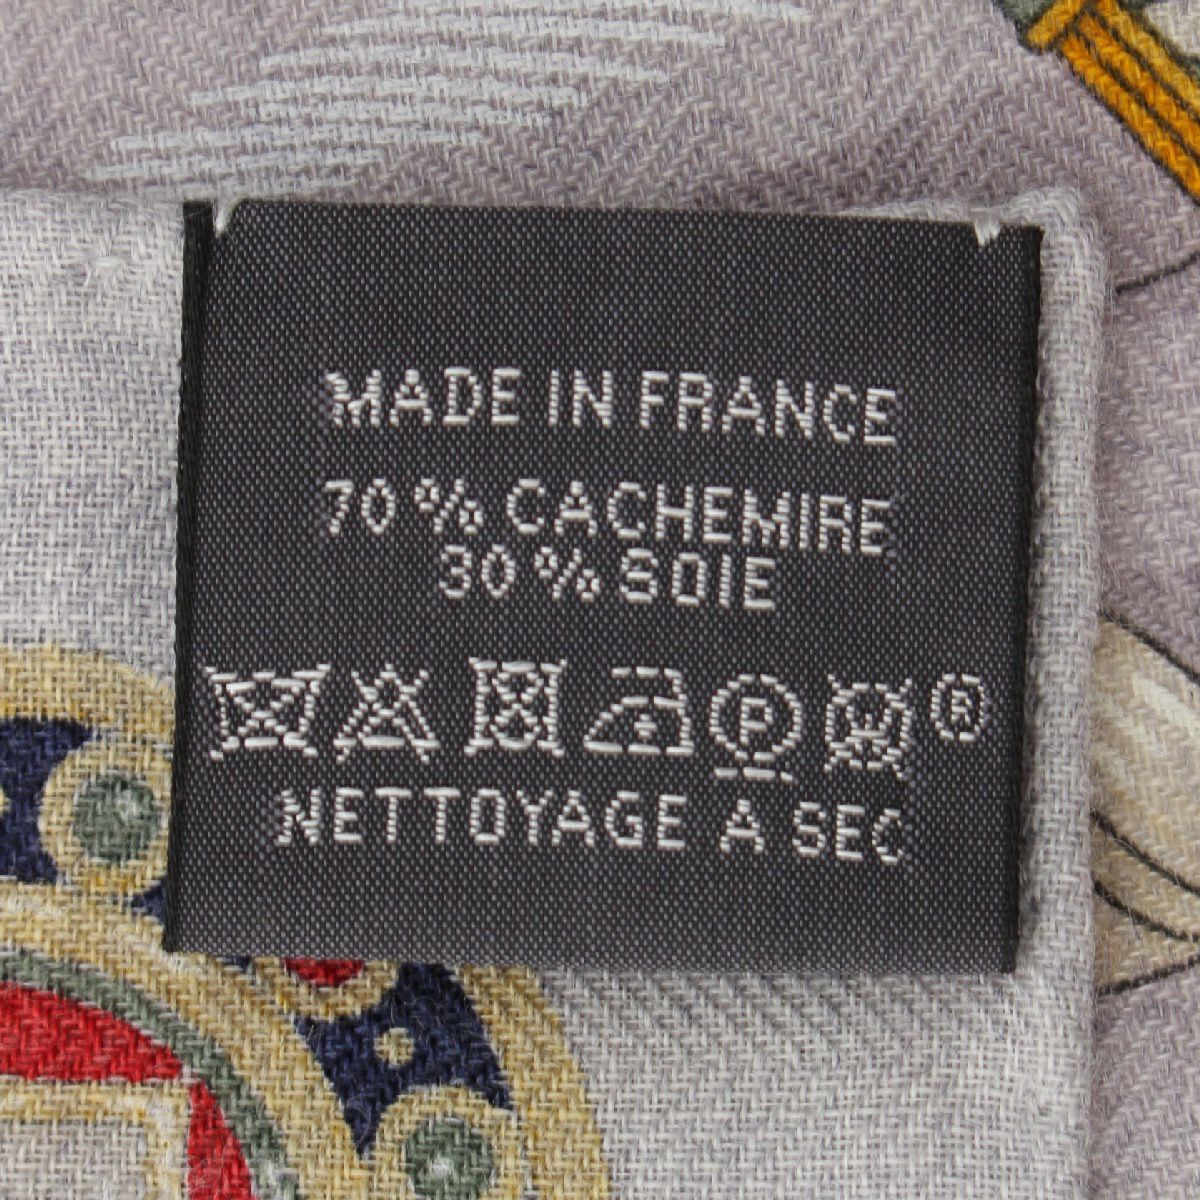 MADE IN FRANCE
70 % CACHEMIRE
30 % SOIE
P W ®
NETTOYAGE A SEC